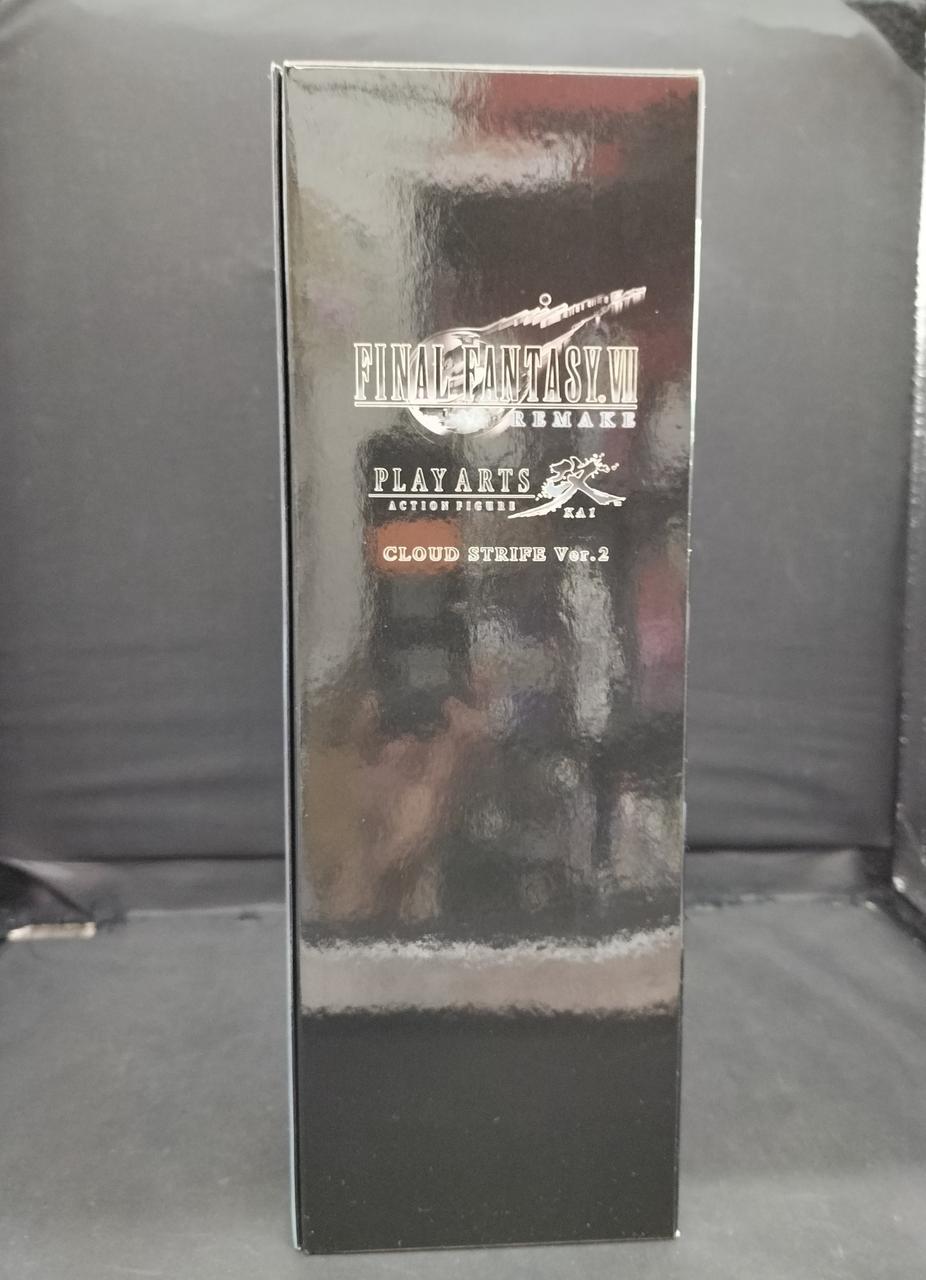 FINAL FANTASY. VII
REMAKE
PLAY ARTS 改
ACTION FIGURE KAI
CLOUD STRIFE Ver.2